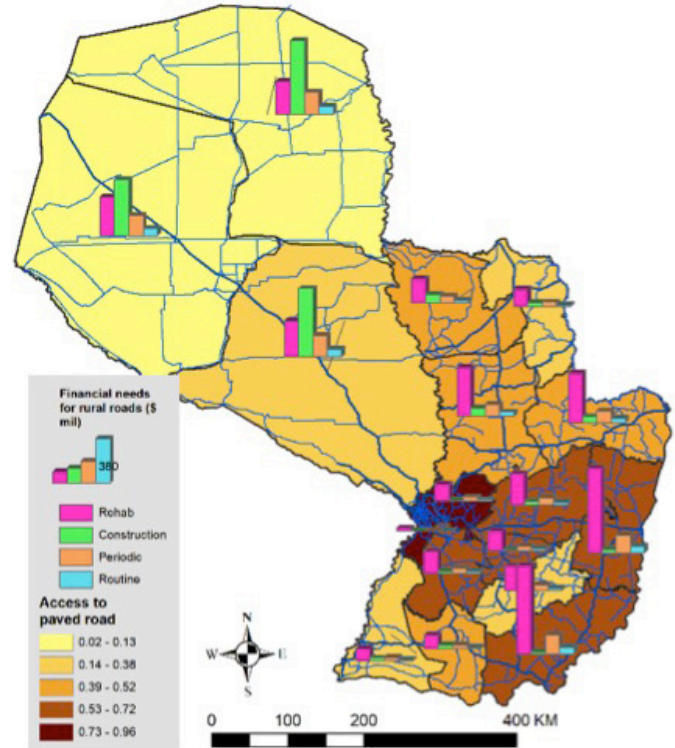 Financial needs
for rural roads ($
mil)
380
Rehab
Construction
Periodic
Routine
Access to
paved road
0.02 - 0.13
0.14 - 0.38
0.39 - 0.52
0.53 - 0.72
0.73 - 0.96
N
W E
S
0 100 200 400 KM